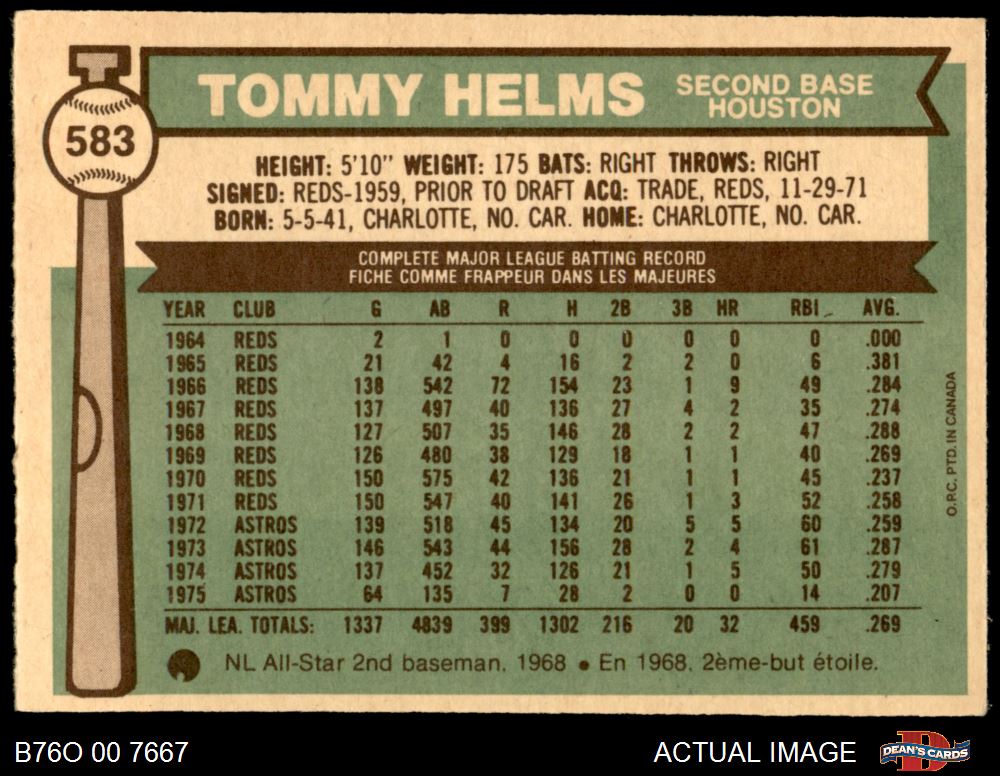 583
TOMMY HELMS
SECOND BASE
HOUSTON
HEIGHT: 5'10" WEIGHT: 175 BATS: RIGHT THROWS: RIGHT
SIGNED: REDS-1959, PRIOR TO DRAFT ACQ: TRADE, REDS, 11-29-71
BORN: 5-5-41, CHARLOTTE, NO. CAR. HOME: CHARLOTTE, NO. CAR.
COMPLETE MAJOR LEAGUE BATTING RECORD
FICHE COMME FRAPPEUR DANS LES MAJEURES
YEAR CLUB G AB R H 2B 3B HR RBI AVG.
1964 REDS 2 1 0 0 0 0 0 0 .000
1965 REDS 21 42 4 16 2 2 0 6 .381
1966 REDS 138 542 72 154 23 1 9 49 .284
1967 REDS 137 497 40 136 27 4 2 35 .274
1968 REDS 127 507 35 146 28 2 2 47 .288
1969 REDS 126 480 38 129 18 1 1 40 .269
1970 REDS 150 575 42 136 21 1 1 45 .237
1971 REDS 150 547 40 141 26 1 3 52 .258
1972 ASTROS 139 518 45 134 20 5 5 60 .259
1973 ASTROS 146 543 44 156 28 2 4 61 .287
1974 ASTROS 137 452 32 126 21 1 5 50 .279
1975 ASTROS 64 135 7 28 2 0 0 14 .207
MAJ. LEA. TOTALS: 1337 4839 399 1302 216 20 32 459 .269
NL All-Star 2nd baseman, 1968 • En 1968, 2ème-but étoile.
O.P.C. PTD. IN CANADA
B76O 00 7667
ACTUAL IMAGE
DEAN'S CARDS